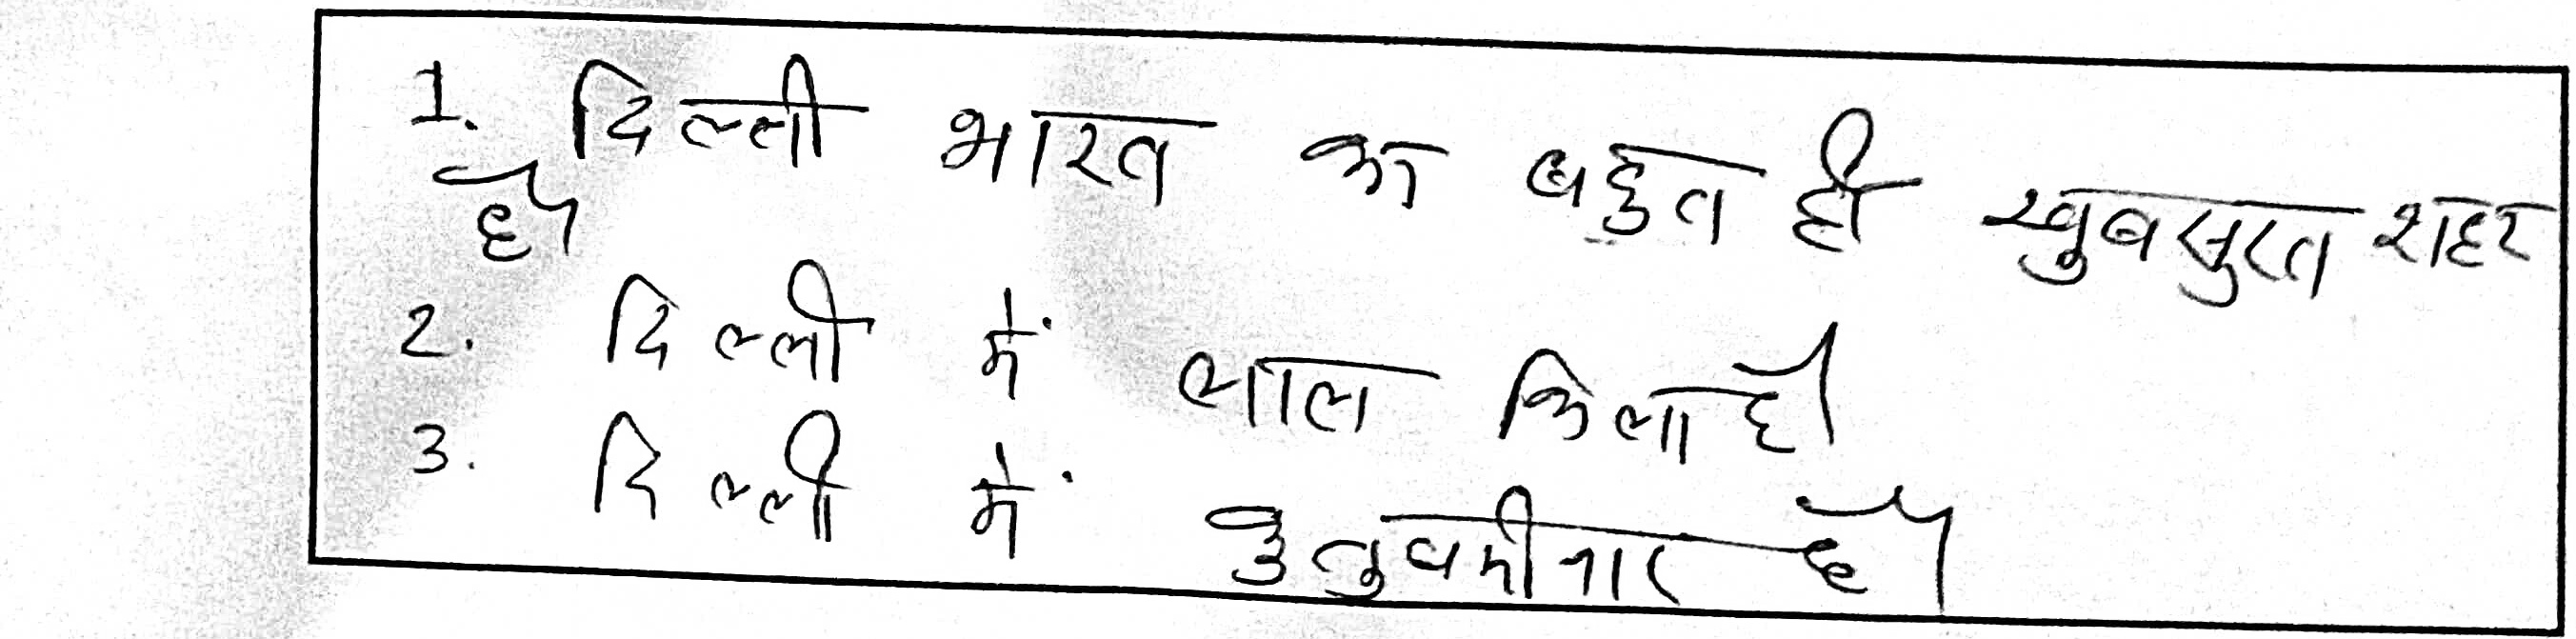 1. दिल्ली भारत का बहुत ही खुबसुरत शहर
है।
2. दिल्ली में लाल किला है।
3. दिल्ली में कुतुबमीनार है।